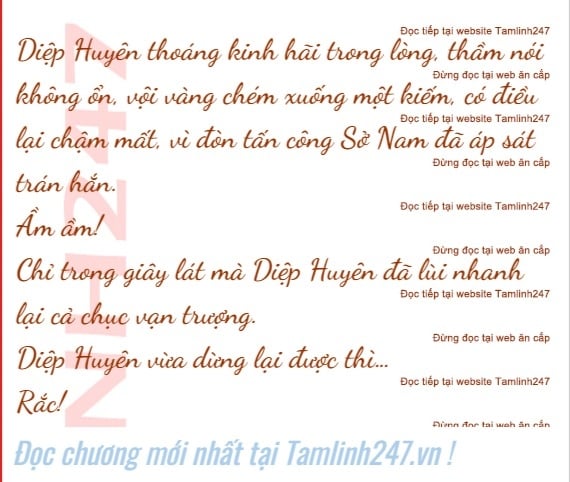 Đọc tiếp tại website Tamlinh247
Diệp Huyên thoáng kinh hãi trong lòng, thầm nói
Đừng đọc tại web ăn cắp
không ổn, vội vàng chém xuống một kiếm, có điều
Đọc tiếp tại website Tamlinh247
lại chậm mất, vì đòn tấn công Sở Nam đã áp sát
Đừng đọc tại web ăn cắp
trán hắn.
Đọc tiếp tại website Tamlinh247
Ầm ầm!
Đừng đọc tại web ăn cắp
Chỉ trong giây lát mà Diệp Huyên đã lùi nhanh
Đọc tiếp tại website Tamlinh247
lại cả chục vạn trượng.
Đừng đọc tại web ăn cắp
Diệp Huyên vừa dừng lại được thì...
Đọc tiếp tại website Tamlinh247
Rắc!
Đừng đọc tại web ăn cắp
NH247
Đọc chương mới nhất tại Tamlinh247.vn !